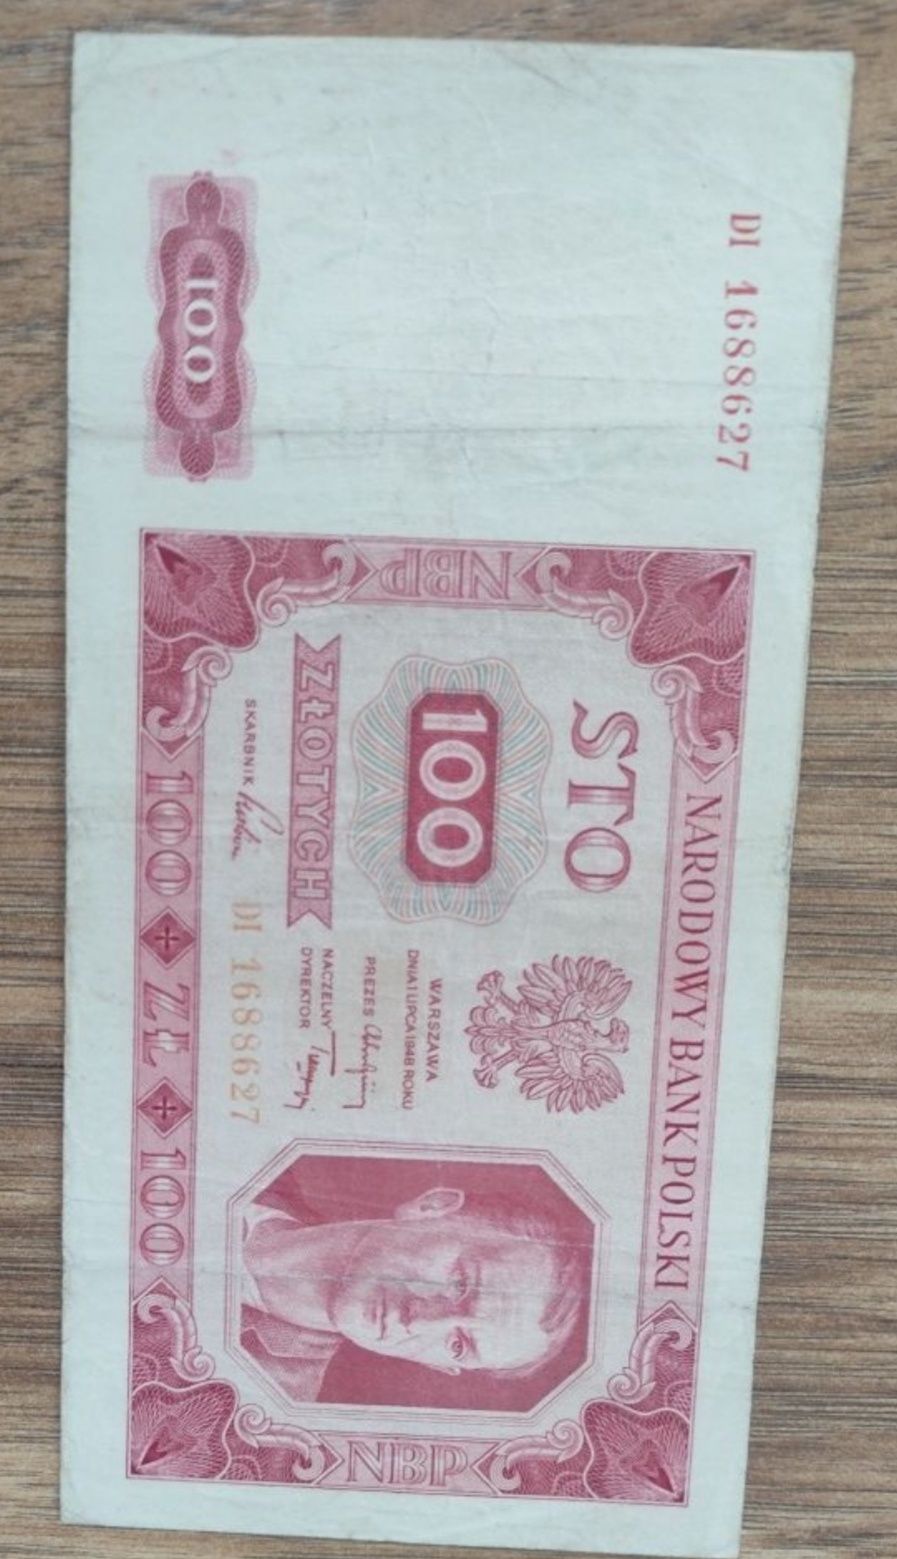 DI 1688627
100
NBP
NARODOWY BANK POLSKI
STO
100
ZŁOTYCH
WARSZAWA
DNIA 1 LIPCA 1948 ROKU
PREZES
NACZELNY
DYREKTOR
SKARBNIK
DI 1688627
100 ZŁ 100
NBP